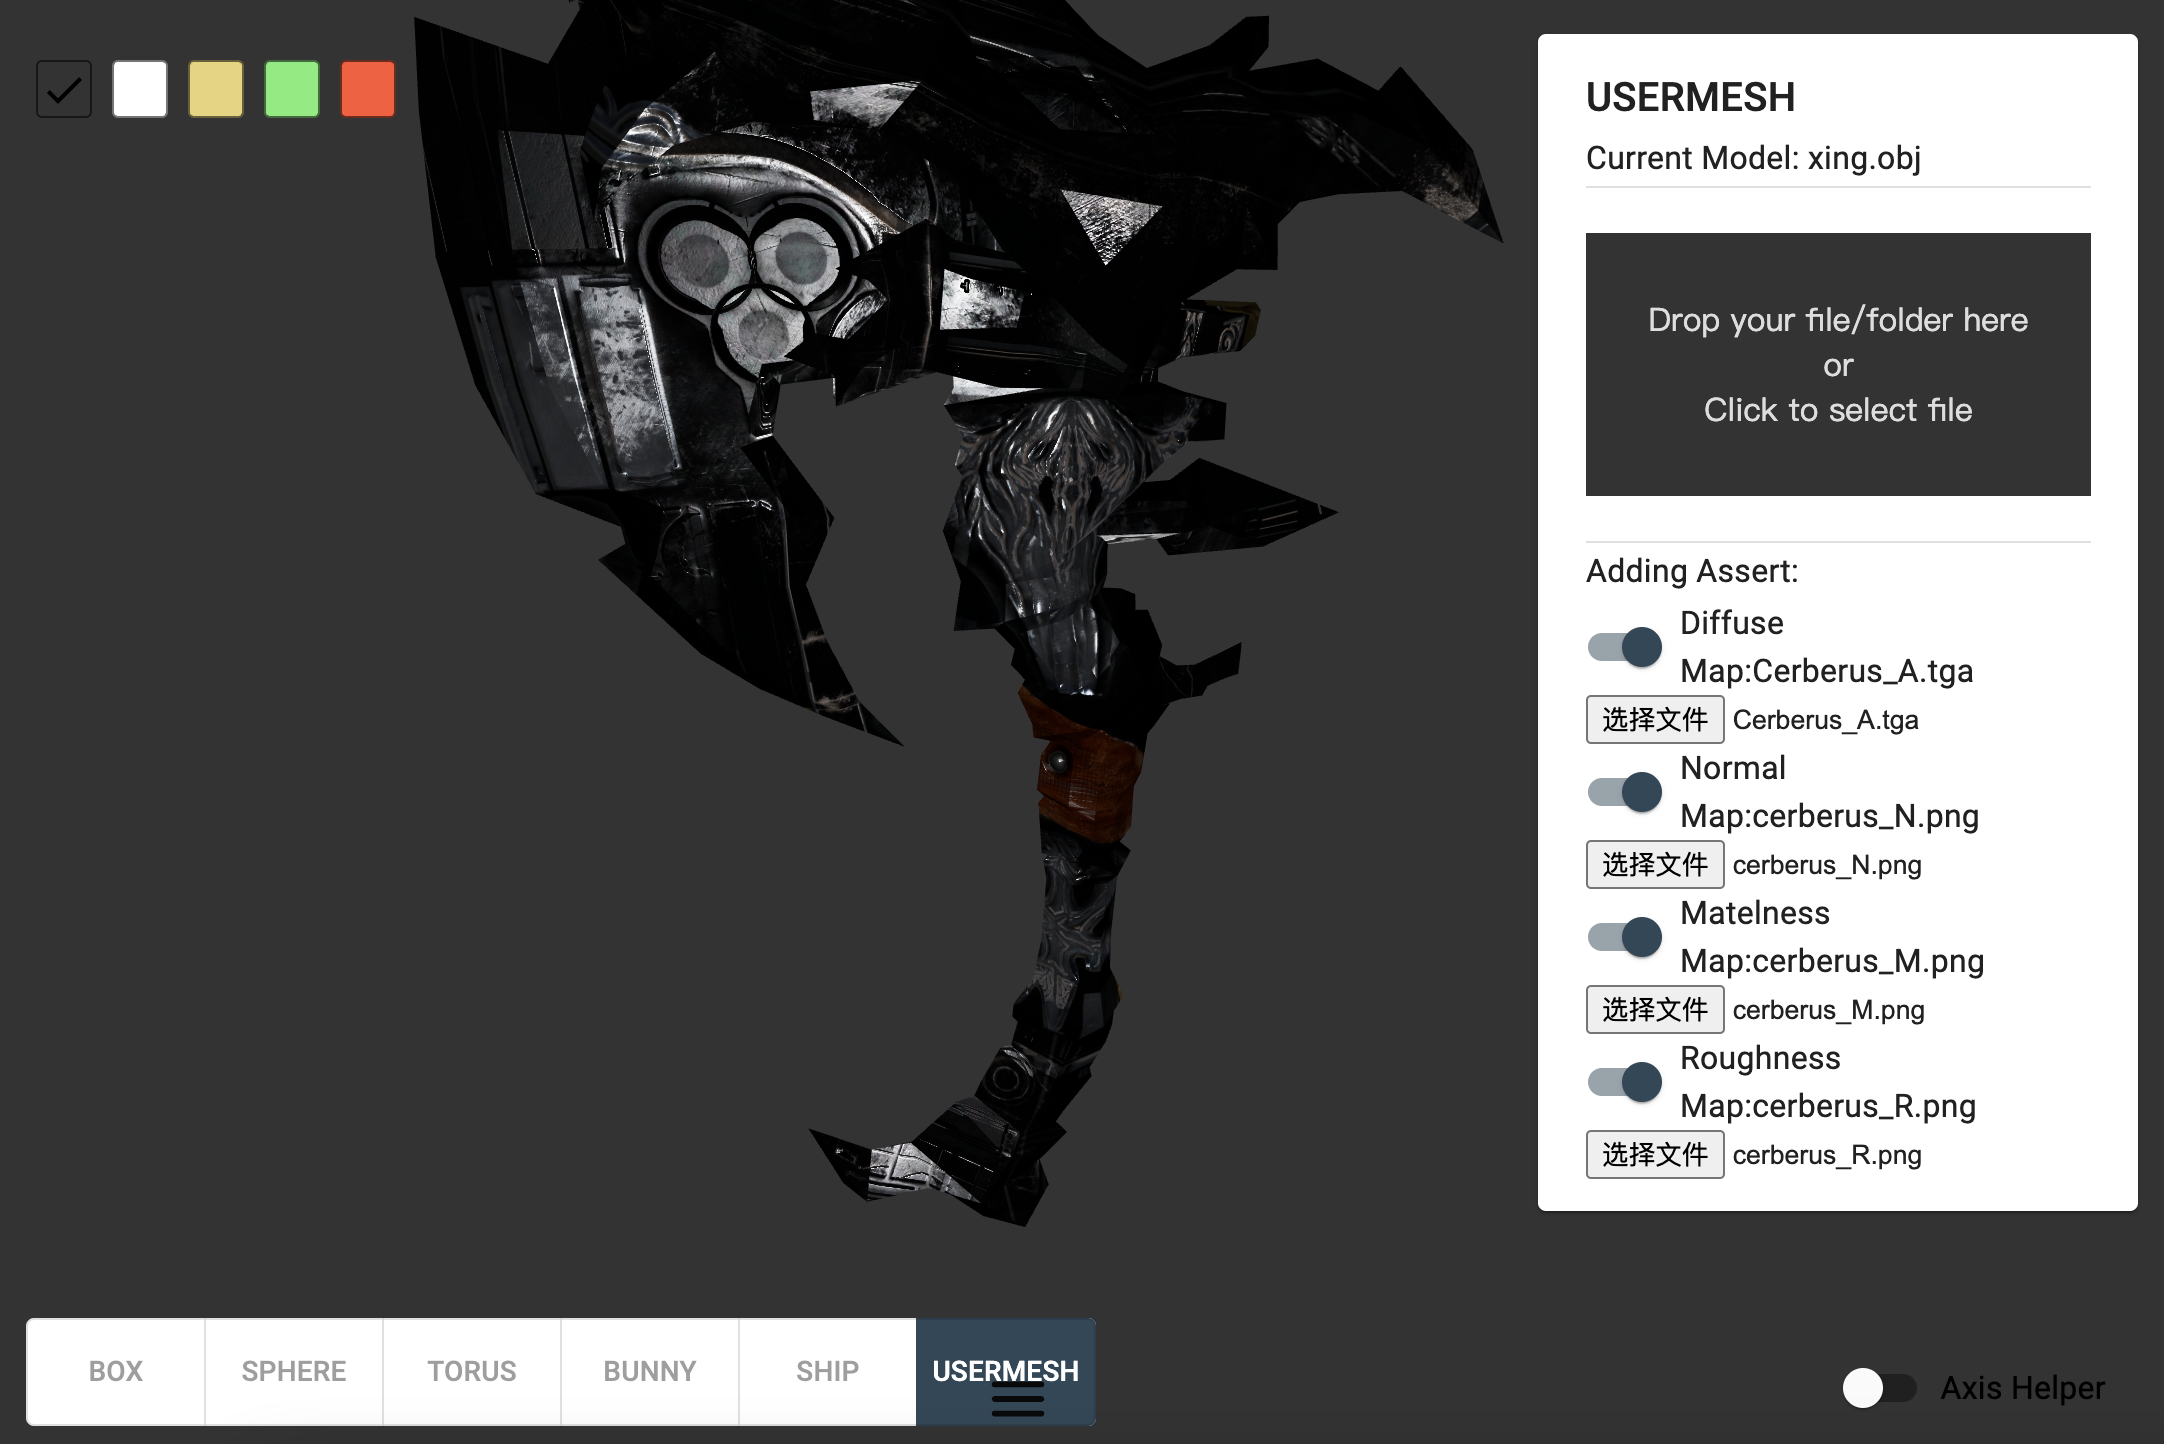 USERMESH
Current Model: xing.obj
Drop your file/folder here
or
Click to select file
Adding Assert:
Diffuse
Map:Cerberus_A.tga
选择文件 Cerberus_A.tga
Normal
Map:cerberus_N.png
选择文件 cerberus_N.png
Matelness
Map:cerberus_M.png
选择文件 cerberus_M.png
Roughness
Map:cerberus_R.png
选择文件 cerberus_R.png
BOX SPHERE TORUS BUNNY SHIP USERMESH
Axis Helper